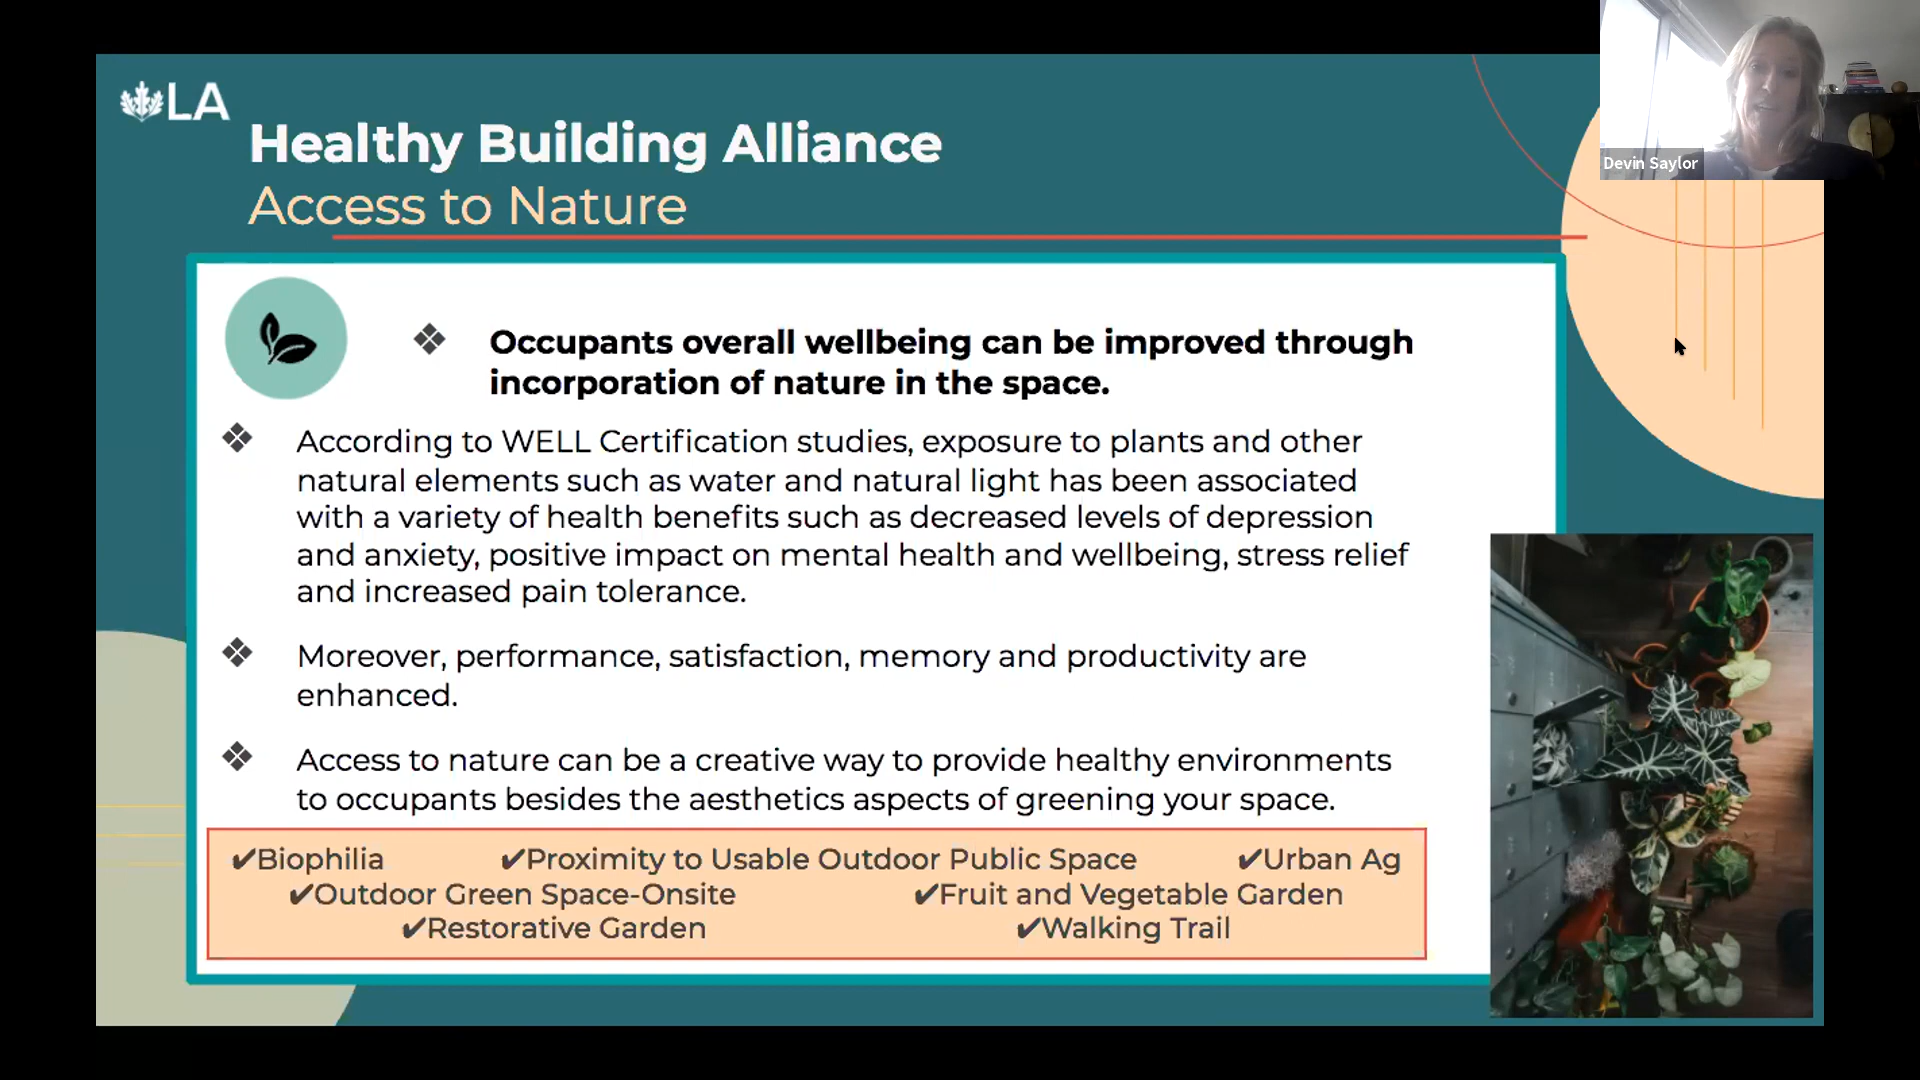 LA
Devin Saylor
Healthy Building Alliance
Access to Nature
❖ Occupants overall wellbeing can be improved through
incorporation of nature in the space.
❖ According to WELL Certification studies, exposure to plants and other
natural elements such as water and natural light has been associated
with a variety of health benefits such as decreased levels of depression
and anxiety, positive impact on mental health and wellbeing, stress relief
and increased pain tolerance.
❖ Moreover, performance, satisfaction, memory and productivity are
enhanced.
❖ Access to nature can be a creative way to provide healthy environments
to occupants besides the aesthetics aspects of greening your space.
✔Biophilia ✔Proximity to Usable Outdoor Public Space ✔Urban Ag
✔Outdoor Green Space-Onsite ✔Fruit and Vegetable Garden
✔Restorative Garden ✔Walking Trail